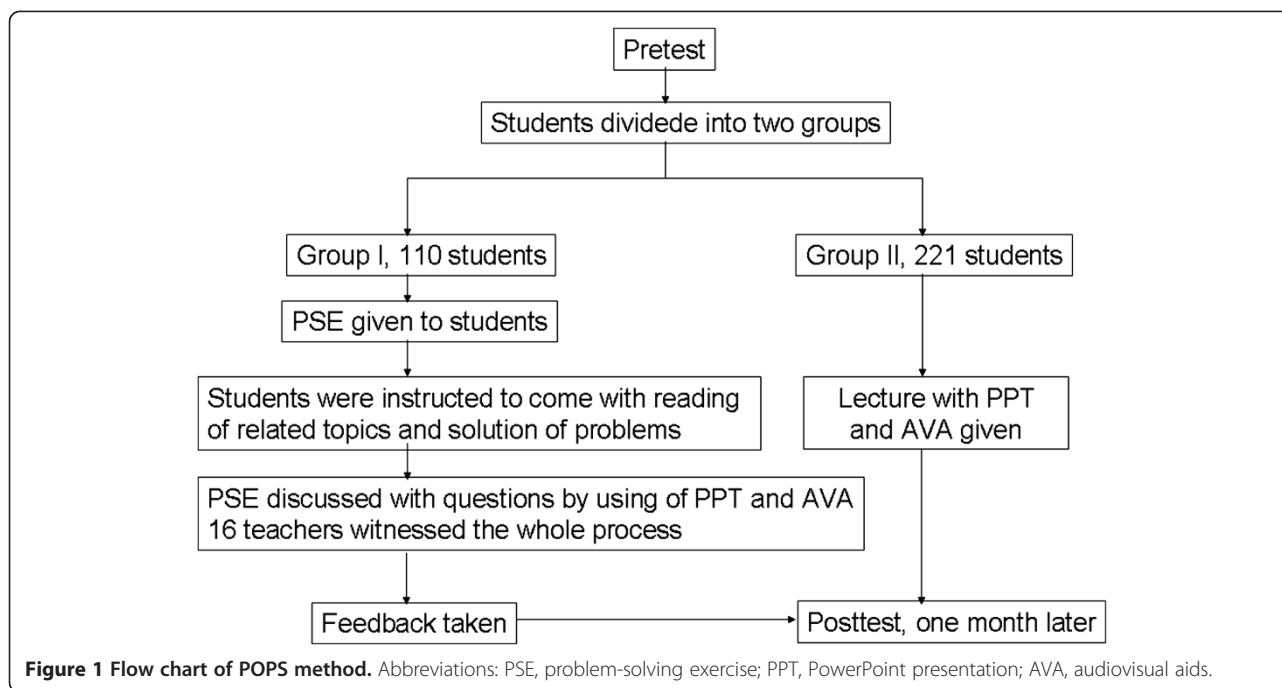 Pretest
Students dividede into two groups
Group I, 110 students
Group II, 221 students
PSE given to students
Students were instructed to come with reading
of related topics and solution of problems
Lecture with PPT
and AVA given
PSE discussed with questions by using of PPT and AVA
16 teachers witnessed the whole process
Feedback taken
Posttest, one month later
Figure 1 Flow chart of POPS method. Abbreviations: PSE, problem-solving exercise; PPT, PowerPoint presentation; AVA, audiovisual aids.